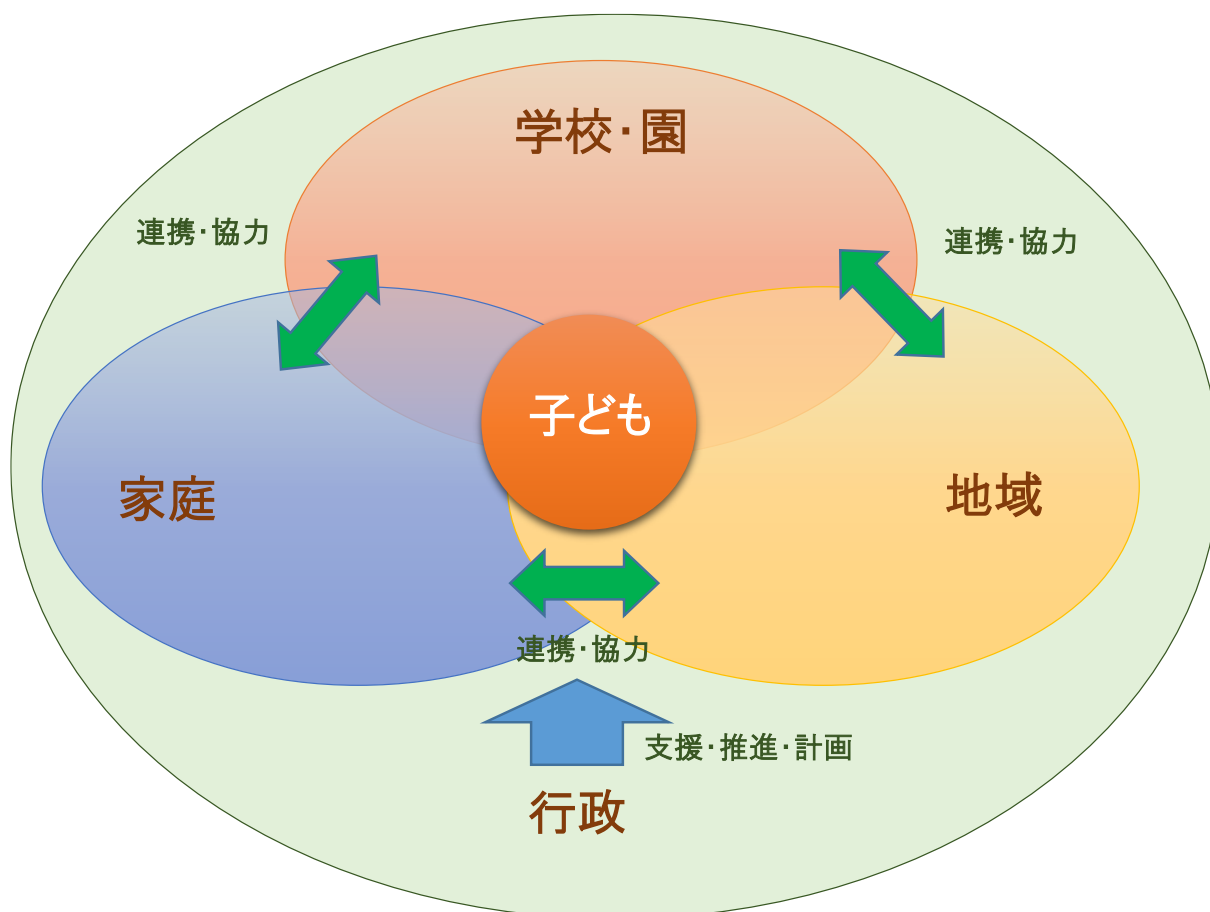 学校・園
連携・協力
連携・協力
子ども
家庭
地域
連携・協力
支援・推進・計画
行政